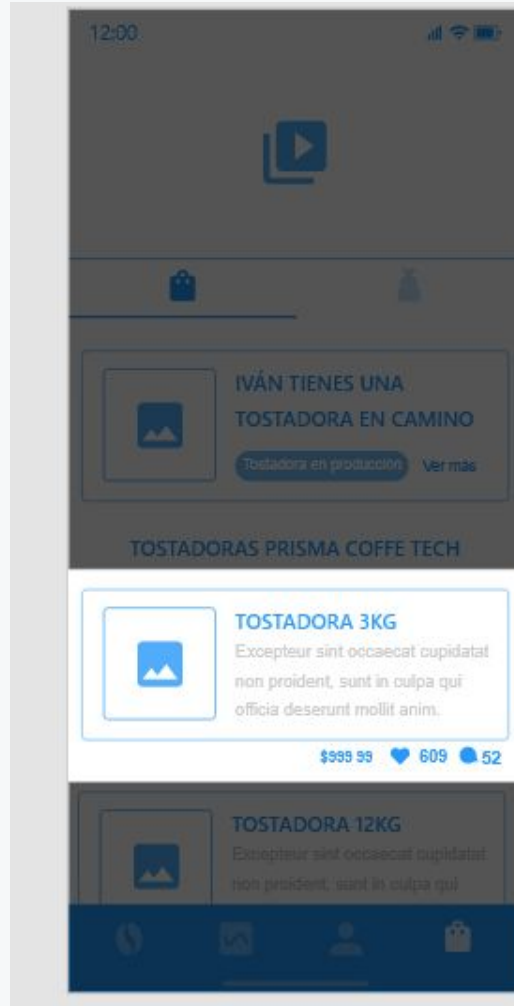 12:00
IVÁN TIENES UNA
TOSTADORA EN CAMINO
Tostadora en producción Ver más
TOSTADORAS PRISMA COFFE TECH
TOSTADORA 3KG
Excepteur sint occaecat cupidatat
non proident, sunt in culpa qui
officia deserunt mollit anim.
$999 99 609 52
TOSTADORA 12KG
Excepteur sint occaecat cupidatat
non proident, sunt in culpa qui